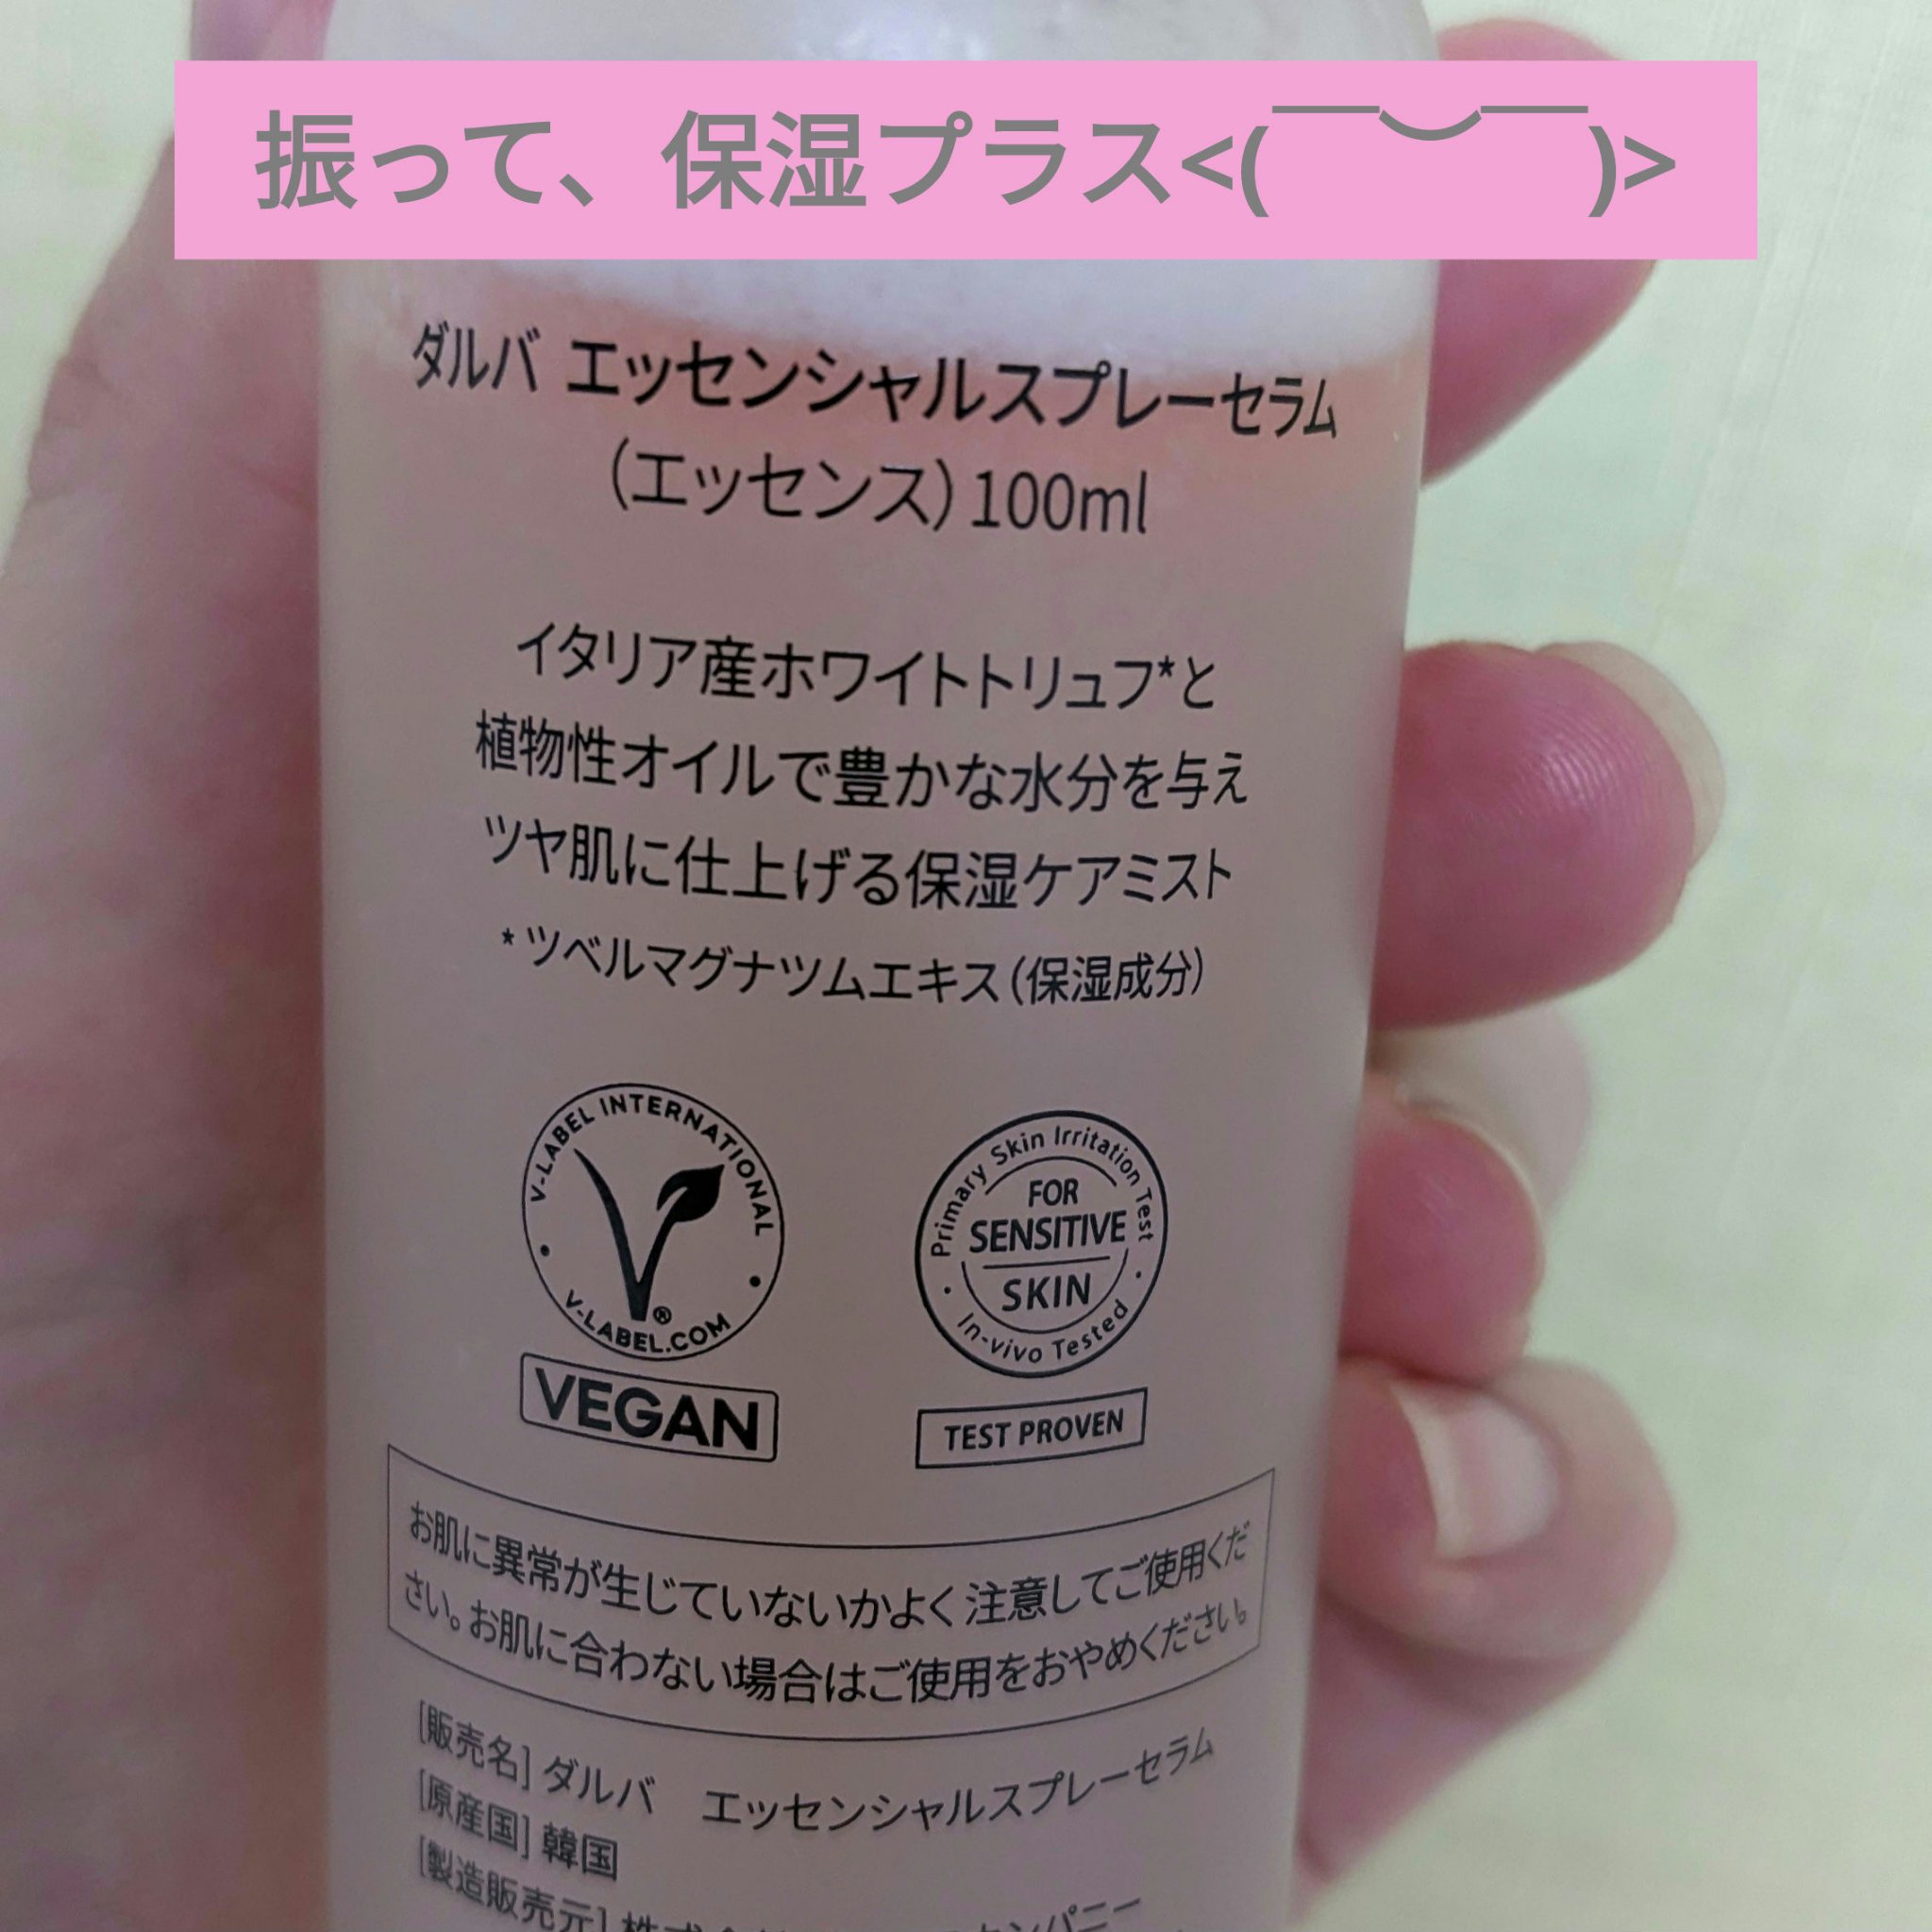 振って、保湿プラス<(￣︶￣)>
ダルバ エッセンシャルスプレーセラム
(エッセンス) 100ml
イタリア産ホワイトトリュフ*と
植物性オイルで豊かな水分を与え
ツヤ肌に仕上げる保湿ケアミスト
*ツベルマグナツムエキス(保湿成分)
V-LABEL INTERNATIONAL
V-LABEL.COM
VEGAN
Primary Skin Irritation Test
FOR
SENSITIVE
SKIN
In-vivo Tested
TEST PROVEN
お肌に異常が生じていないかよく注意してご使用くだ
さい。お肌に合わない場合はご使用をおやめください。
[販売名] ダルバ　エッセンシャルスプレーセラム
[原産国] 韓国
[製造販売元]